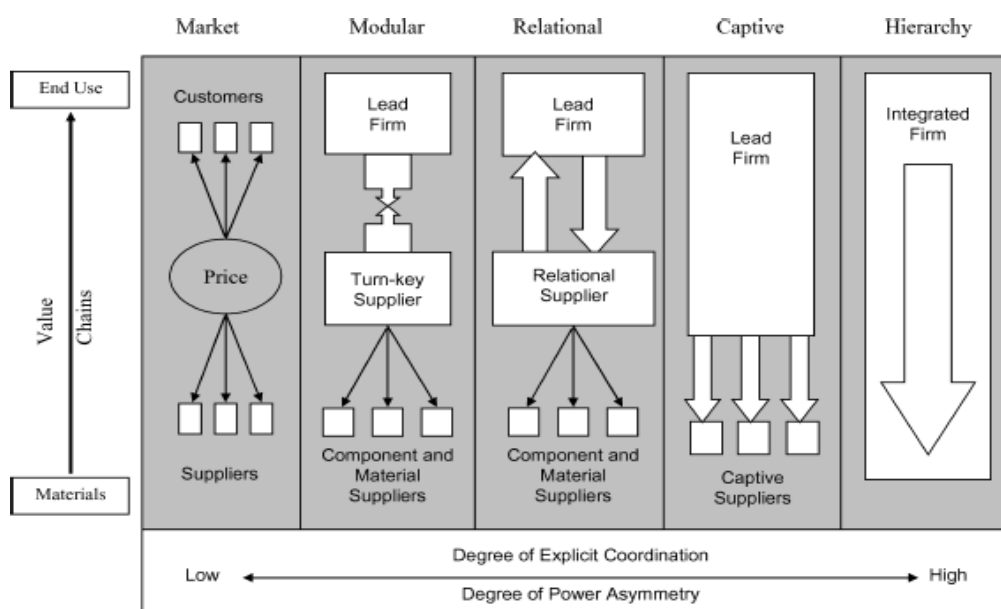 Market
Modular
Relational
Captive
Hierarchy
End Use
Value
Chains
Materials
Customers
Price
Suppliers
Lead
Firm
Turn-key
Supplier
Component and
Material
Suppliers
Lead
Firm
Relational
Supplier
Component and
Material
Suppliers
Lead
Firm
Captive
Suppliers
Integrated
Firm
Degree of Explicit Coordination
Low
High
Degree of Power Asymmetry